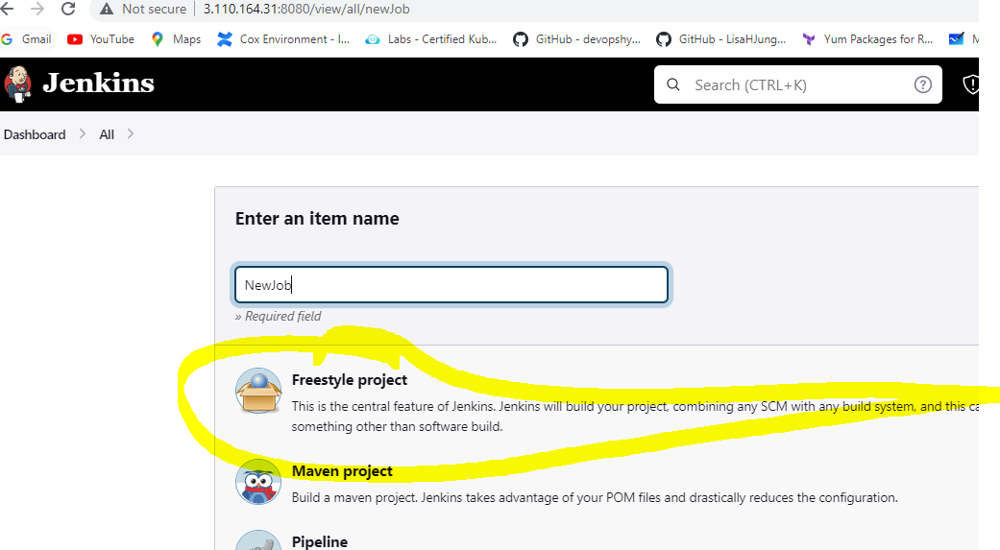 Not secure 3.110.164.31:8080/view/all/newJob
Gmail YouTube Maps Cox Environment - I... Labs - Certified Kub... GitHub - devopshy... GitHub - LisaHJung... Yum Packages for R... M
Jenkins Search (CTRL+K) ?
Dashboard > All >
Enter an item name
NewJob
» Required field
Freestyle project
This is the central feature of Jenkins. Jenkins will build your project, combining any SCM with any build system, and this ca
something other than software build.
Maven project
Build a maven project. Jenkins takes advantage of your POM files and drastically reduces the configuration.
Pipeline